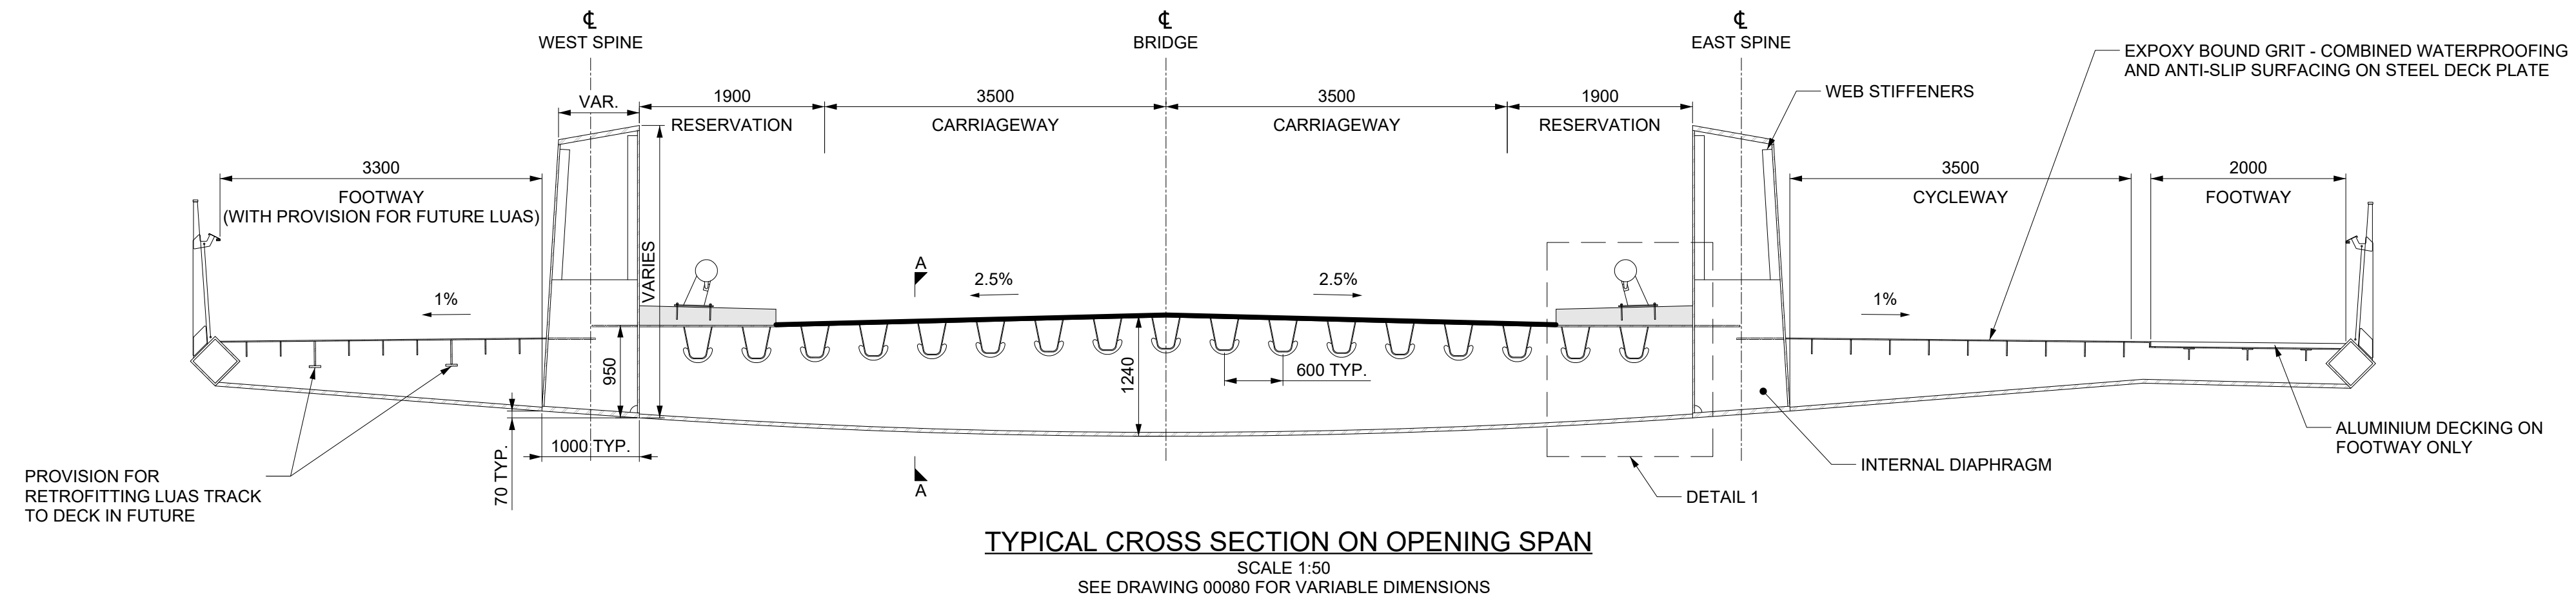 ℄
WEST SPINE
℄
BRIDGE
℄
EAST SPINE
EXPOXY BOUND GRIT - COMBINED WATERPROOFING
AND ANTI-SLIP SURFACING ON STEEL DECK PLATE
WEB STIFFENERS
VAR.
1900
RESERVATION
3500
CARRIAGEWAY
3500
CARRIAGEWAY
1900
RESERVATION
3300
FOOTWAY
(WITH PROVISION FOR FUTURE LUAS)
3500
CYCLEWAY
2000
FOOTWAY
VARIES
A
2.5%
2.5%
1%
1%
950
1240
600 TYP.
70 TYP.
1000 TYP.
A
PROVISION FOR
RETROFITTING LUAS TRACK
TO DECK IN FUTURE
ALUMINIUM DECKING ON
FOOTWAY ONLY
INTERNAL DIAPHRAGM
DETAIL 1
TYPICAL CROSS SECTION ON OPENING SPAN
SCALE 1:50
SEE DRAWING 00080 FOR VARIABLE DIMENSIONS